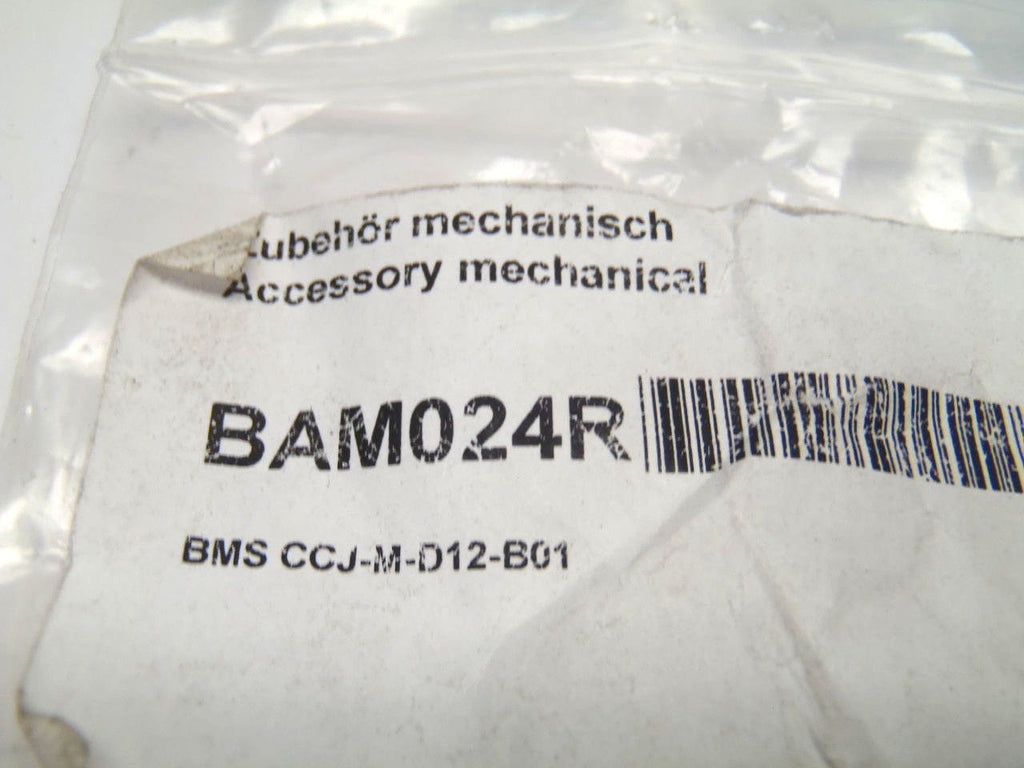 Zubehör mechanisch
Accessory mechanical
BAM024R
BMS CCJ-M-D12-B01